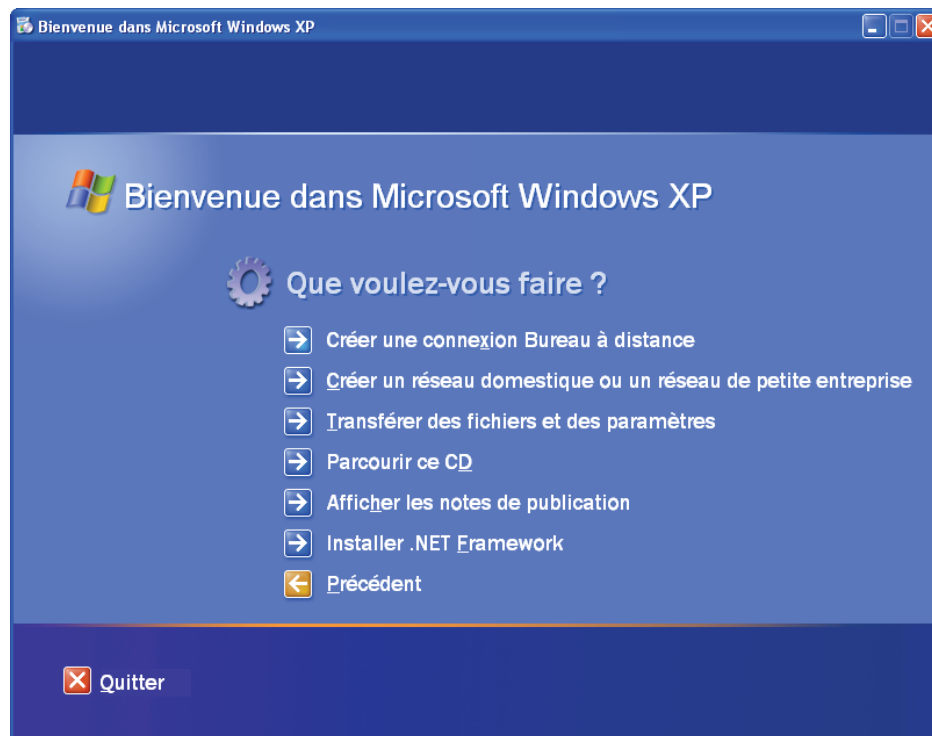 Bienvenue dans Microsoft Windows XP
Bienvenue dans Microsoft Windows XP
Que voulez-vous faire ?
Créer une connexion Bureau à distance
Créer un réseau domestique ou un réseau de petite entreprise
Transférer des fichiers et des paramètres
Parcourir ce CD
Afficher les notes de publication
Installer .NET Framework
Précédent
Quitter